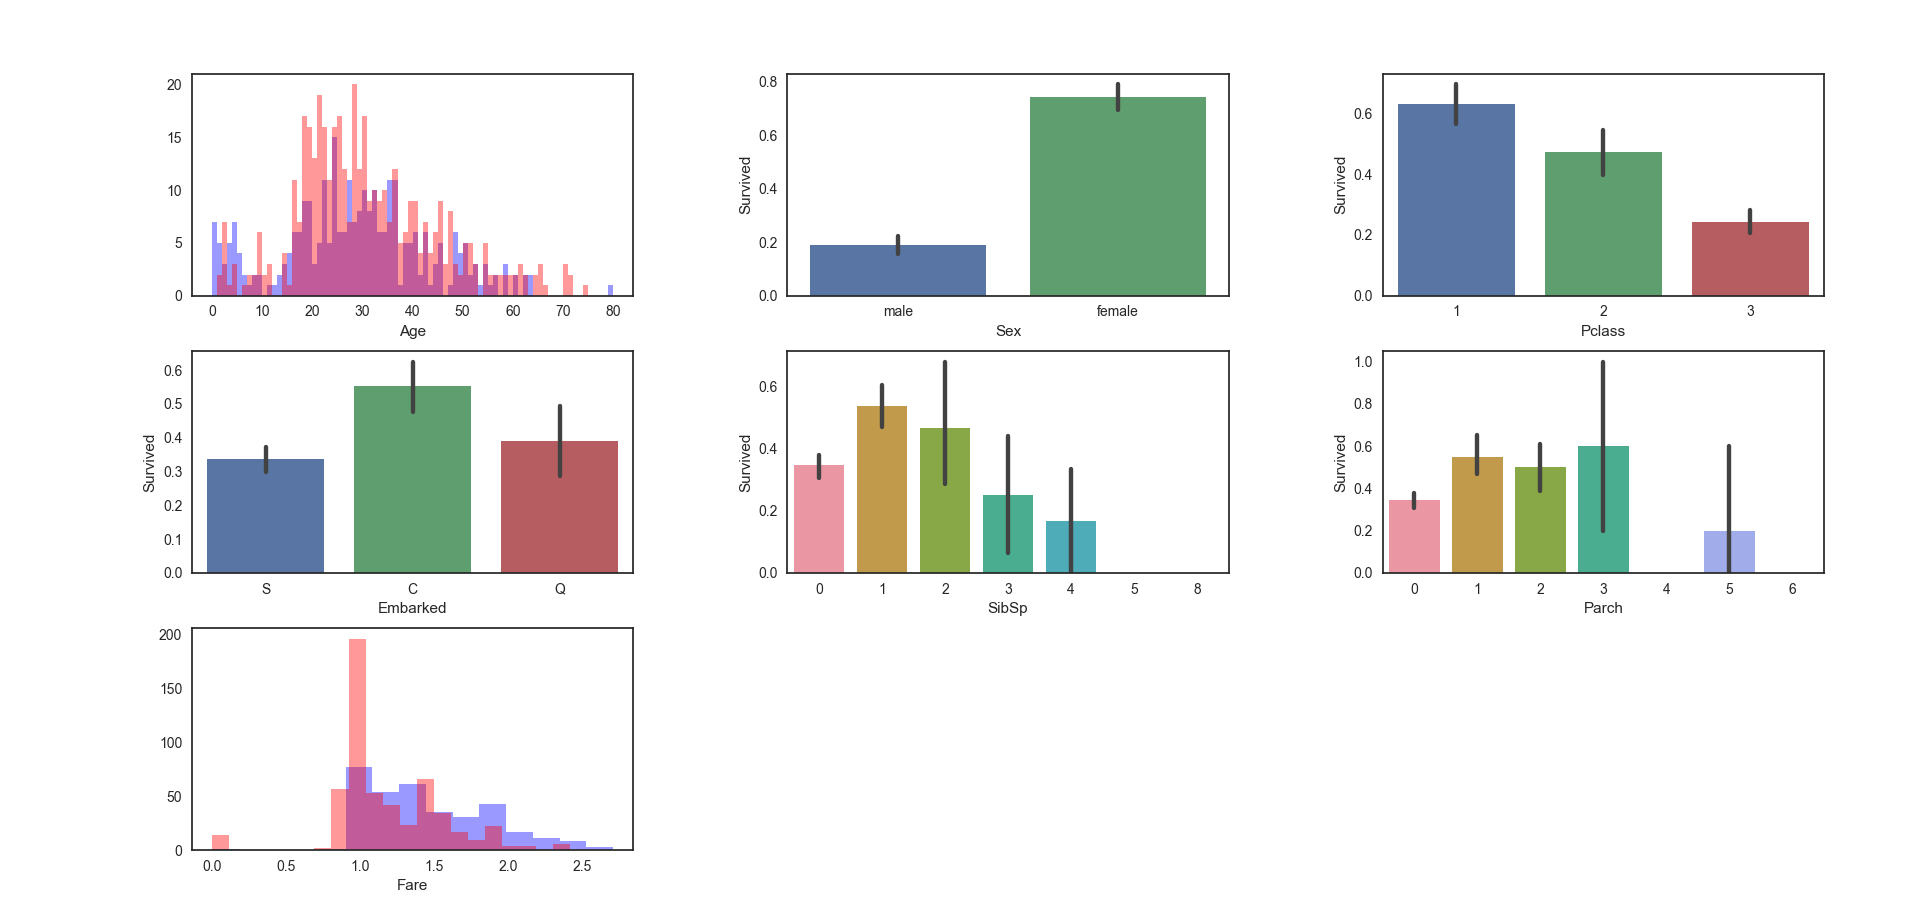 20
15
10
5
0
0 10 20 30 40 50 60 70 80
Age
Survived
0.8
0.6
0.4
0.2
0.0
male female
Sex
Survived
0.6
0.4
0.2
0.0
1 2 3
Pclass
Survived
0.6
0.5
0.4
0.3
0.2
0.1
0.0
S C Q
Embarked
Survived
0.6
0.4
0.2
0.0
0 1 2 3 4 5 8
SibSp
Survived
1.0
0.8
0.6
0.4
0.2
0.0
0 1 2 3 4 5 6
Parch
200
150
100
50
0
0.0 0.5 1.0 1.5 2.0 2.5
Fare